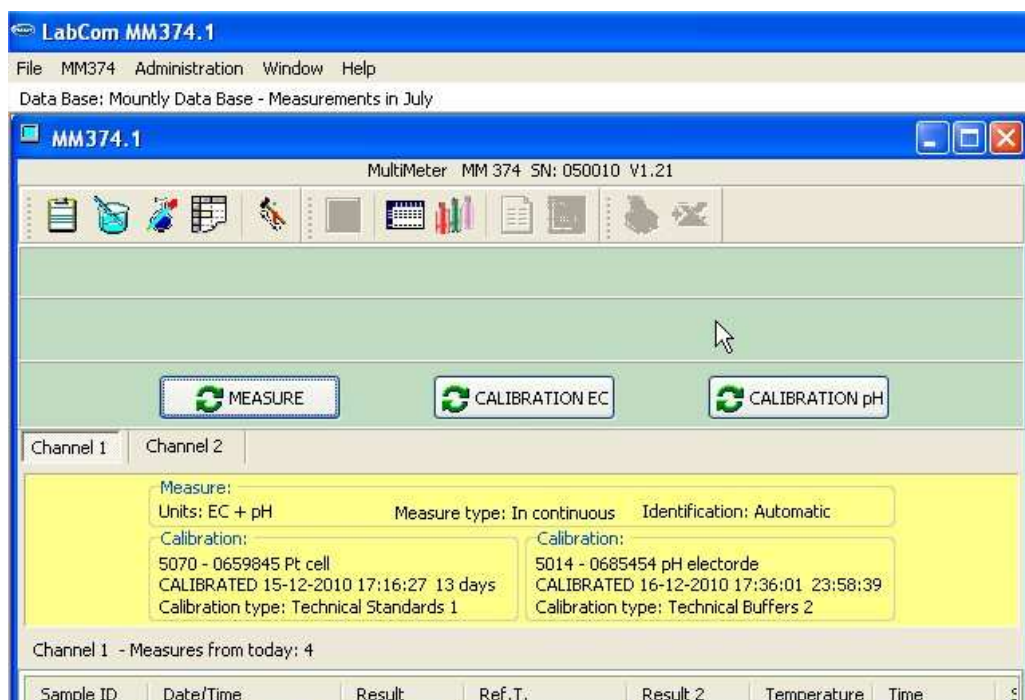 LabCom MM374.1
File MM374 Administration Window Help
Data Base: Mountly Data Base - Measurements in July
MM374.1
MultiMeter MM 374 SN: 050010 V1.21
MEASURE CALIBRATION EC CALIBRATION pH
Channel 1 Channel 2
Measure:
Units: EC + pH Measure type: In continuous Identification: Automatic
Calibration: Calibration:
5070 - 0659845 Pt cell 5014 - 0685454 pH electorde
CALIBRATED 15-12-2010 17:16:27 13 days CALIBRATED 16-12-2010 17:36:01 23:58:39
Calibration type: Technical Standards 1 Calibration type: Technical Buffers 2
Channel 1 - Measures from today: 4
Sample ID Date/Time Result Ref.T. Result 2 Temperature Time